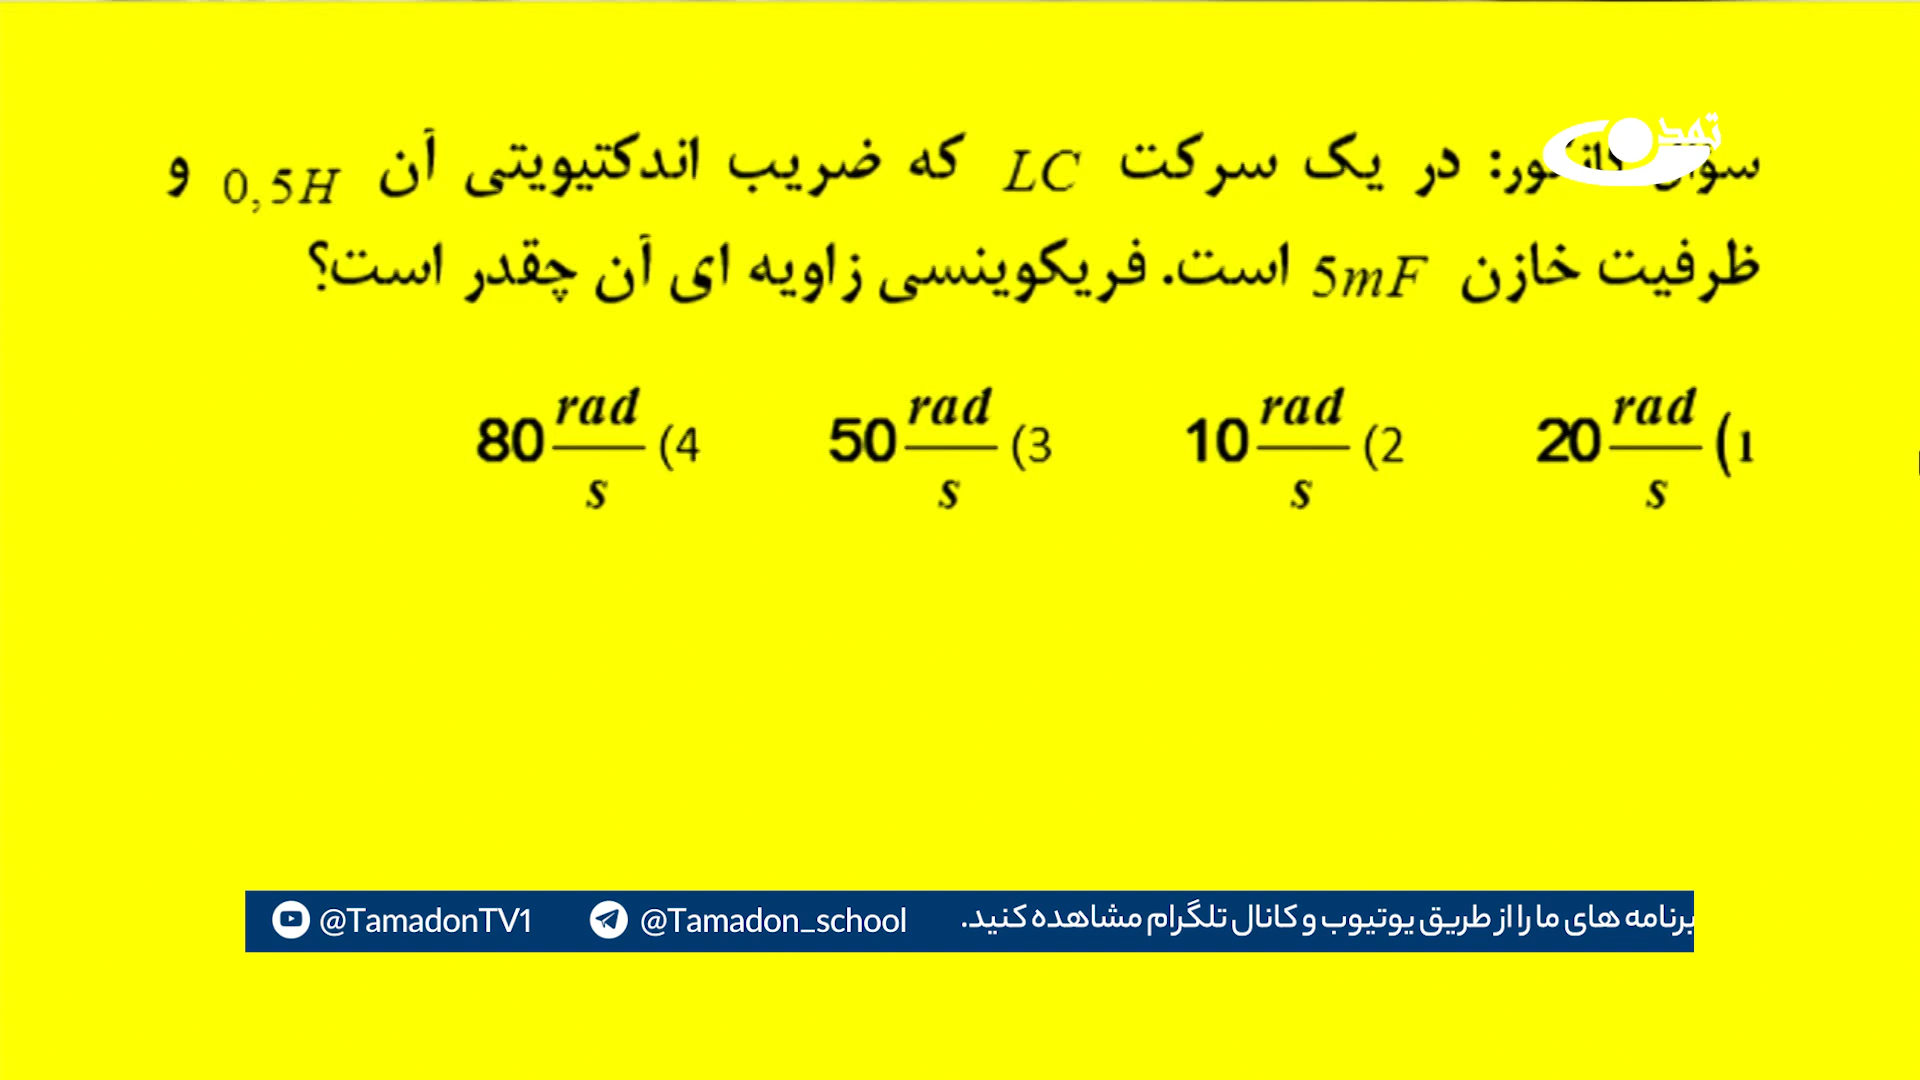 تمدن
در یک سرکت LC که ضریب اندکتیویتی آن 0,5H و
ظرفیت خازن 5mF است. فریکوینسی زاویه ای آن چقدر است؟
1) 20 rad/s 2) 10 rad/s 3) 50 rad/s 4) 80 rad/s
برنامه های ما را از طریق یوتیوب و کانال تلگرام مشاهده کنید. @Tamadon_school @TamadonTV1